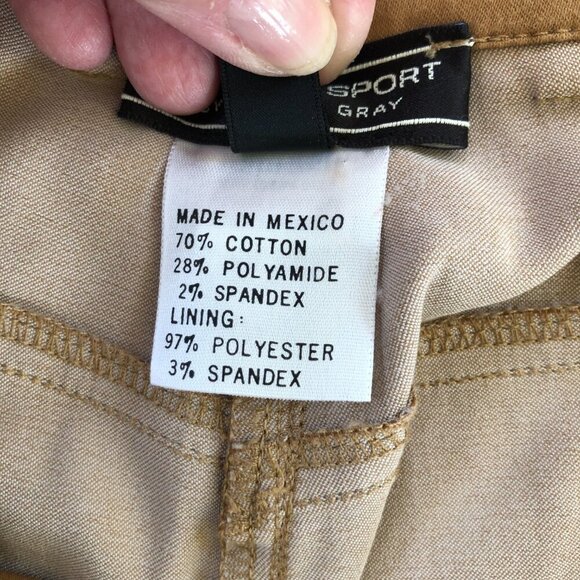 SPORT
GRAY
MADE IN MEXICO
70% COTTON
28% POLYAMIDE
2% SPANDEX
LINING:
97% POLYESTER
3% SPANDEX